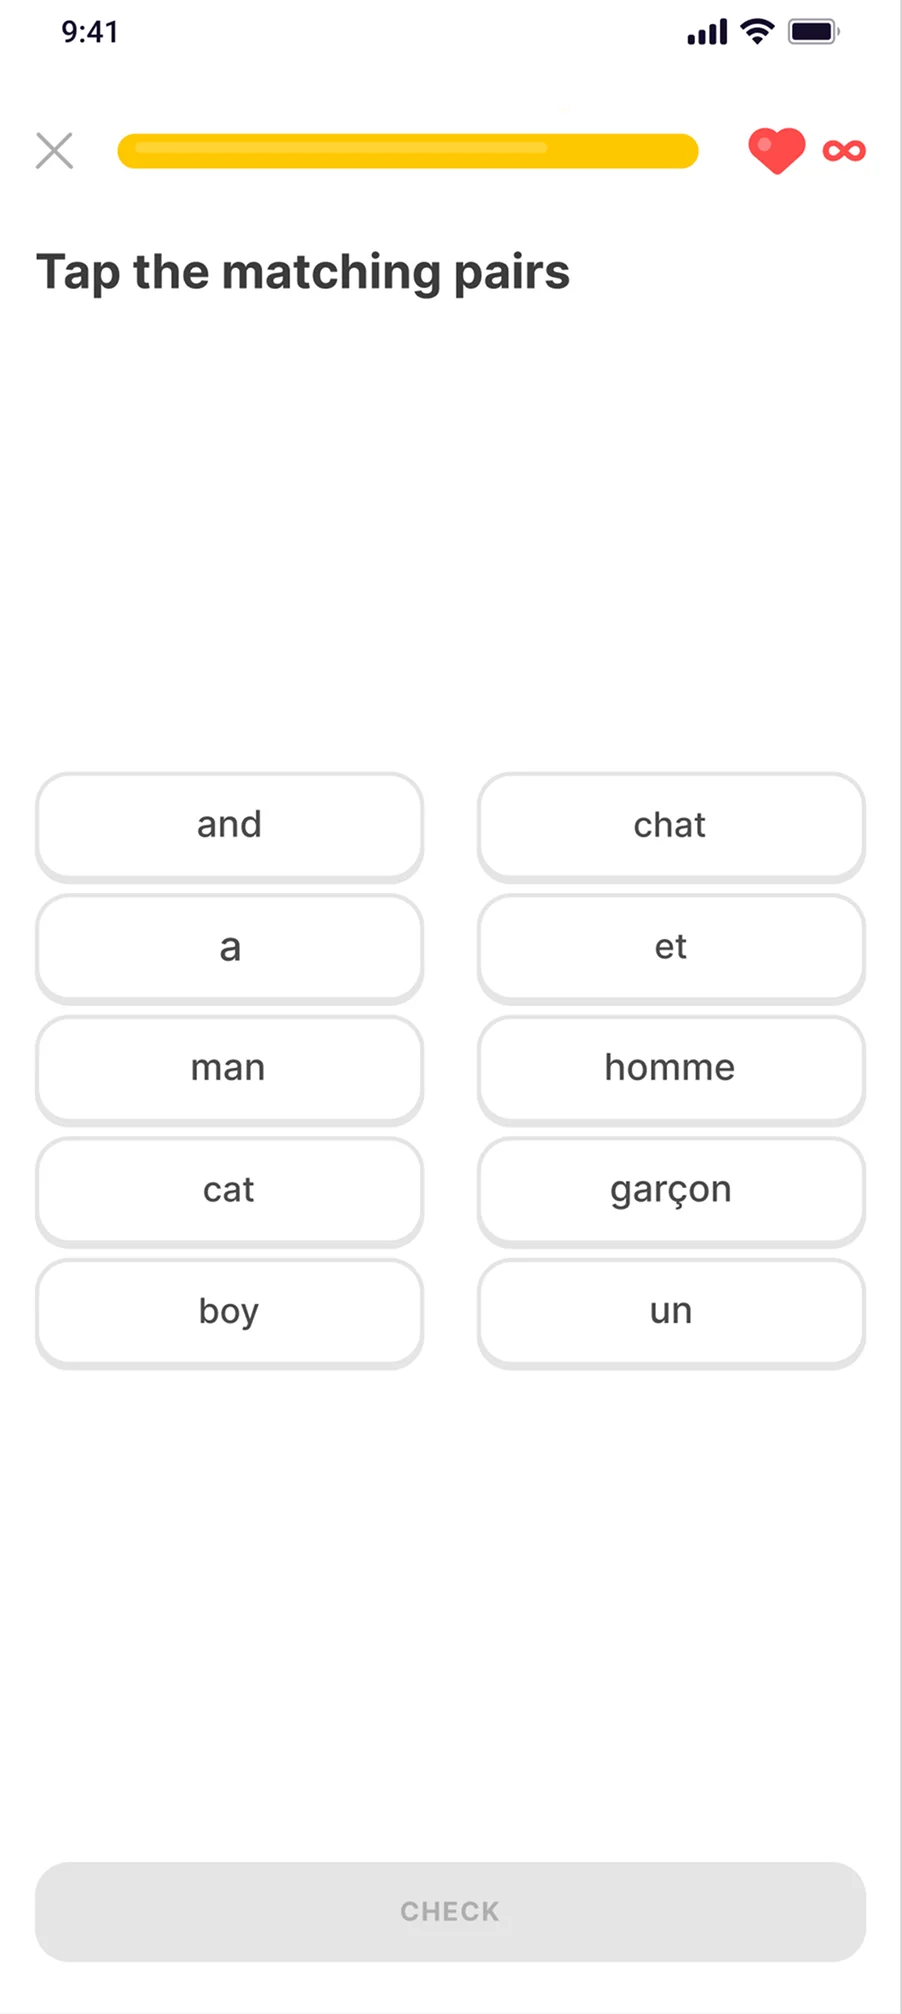 9:41
Tap the matching pairs
and
chat
a
et
man
homme
cat
garçon
boy
un
CHECK